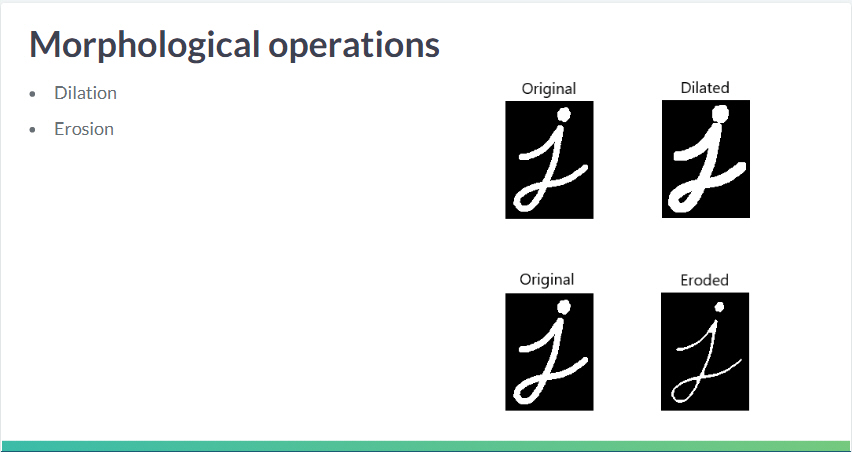 Morphological operations
• Dilation
• Erosion
Original
Dilated
j
j
Original
Eroded
j
j